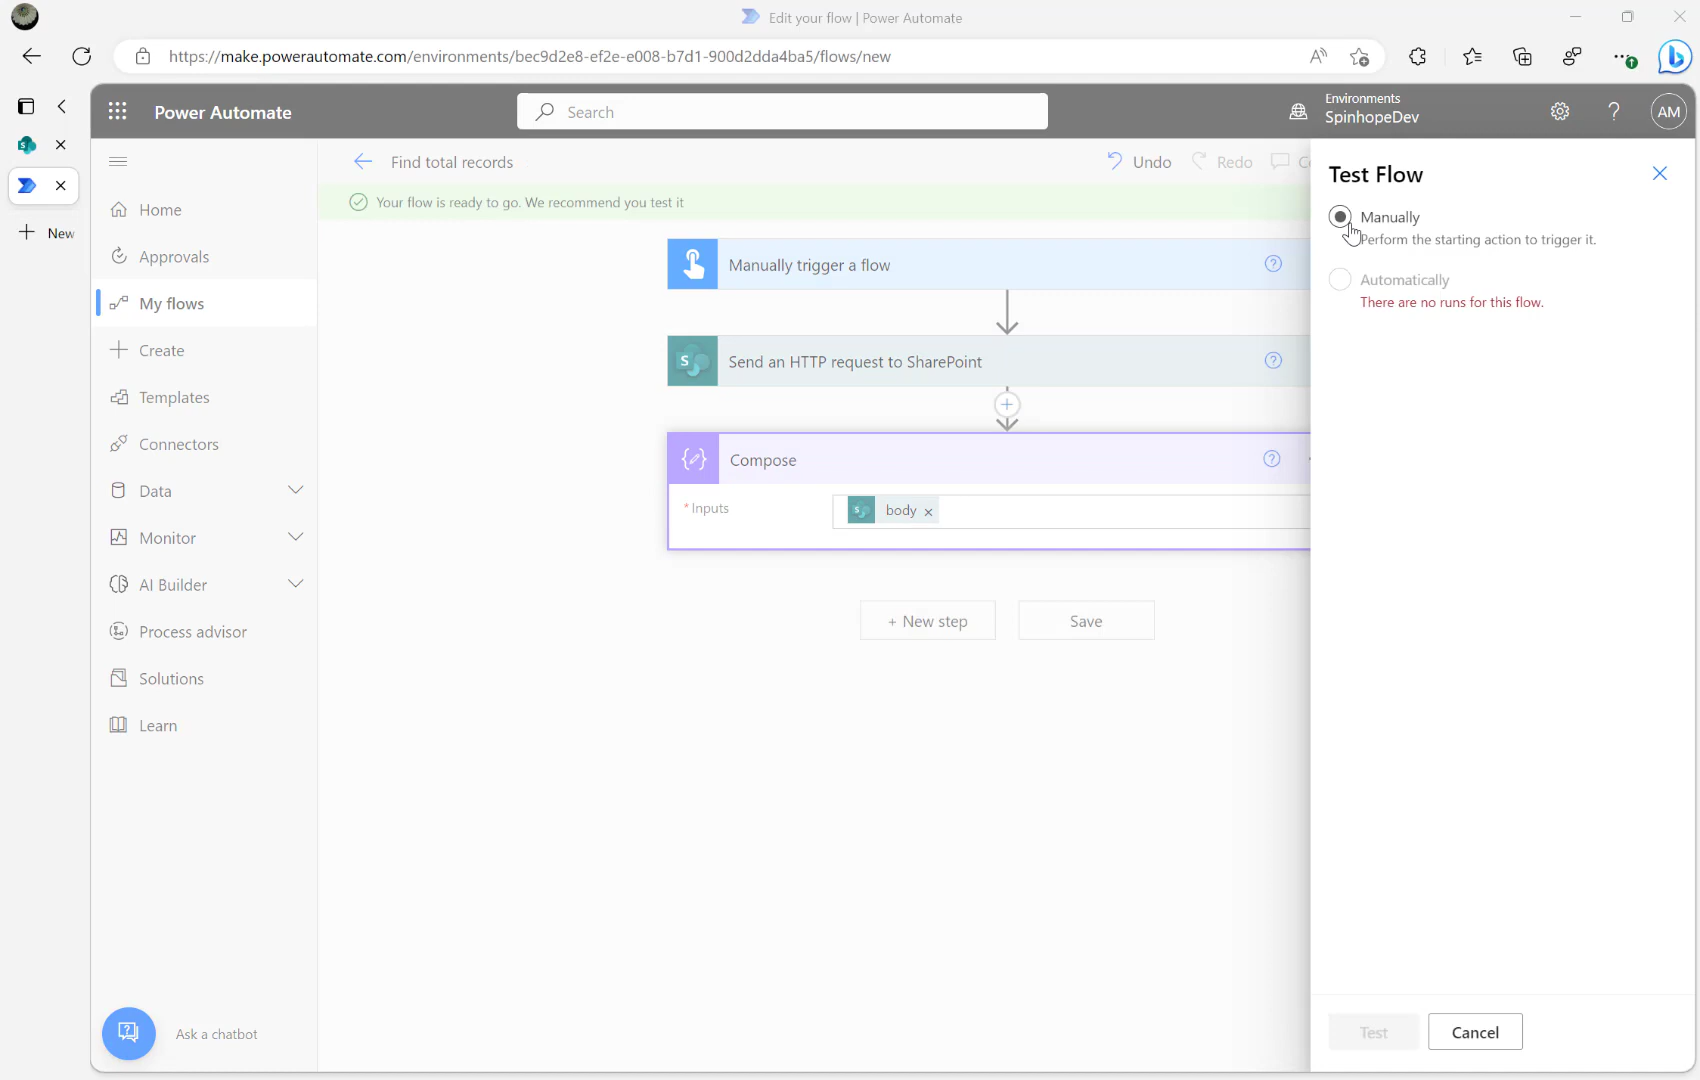 Edit your flow | Power Automate
https://make.powerautomate.com/environments/bec9d2e8-ef2e-e008-b7d1-900d2dda4ba5/flows/new
New
Power Automate
Search
Environments
SpinhopeDev
AM
Home
Approvals
My flows
Create
Templates
Connectors
Data
Monitor
AI Builder
Process advisor
Solutions
Learn
Ask a chatbot
Find total records
Undo
Redo
Your flow is ready to go. We recommend you test it
Manually trigger a flow
Send an HTTP request to SharePoint
Compose
* Inputs
body
+ New step
Save
Test Flow
Manually
Perform the starting action to trigger it.
Automatically
There are no runs for this flow.
Test
Cancel